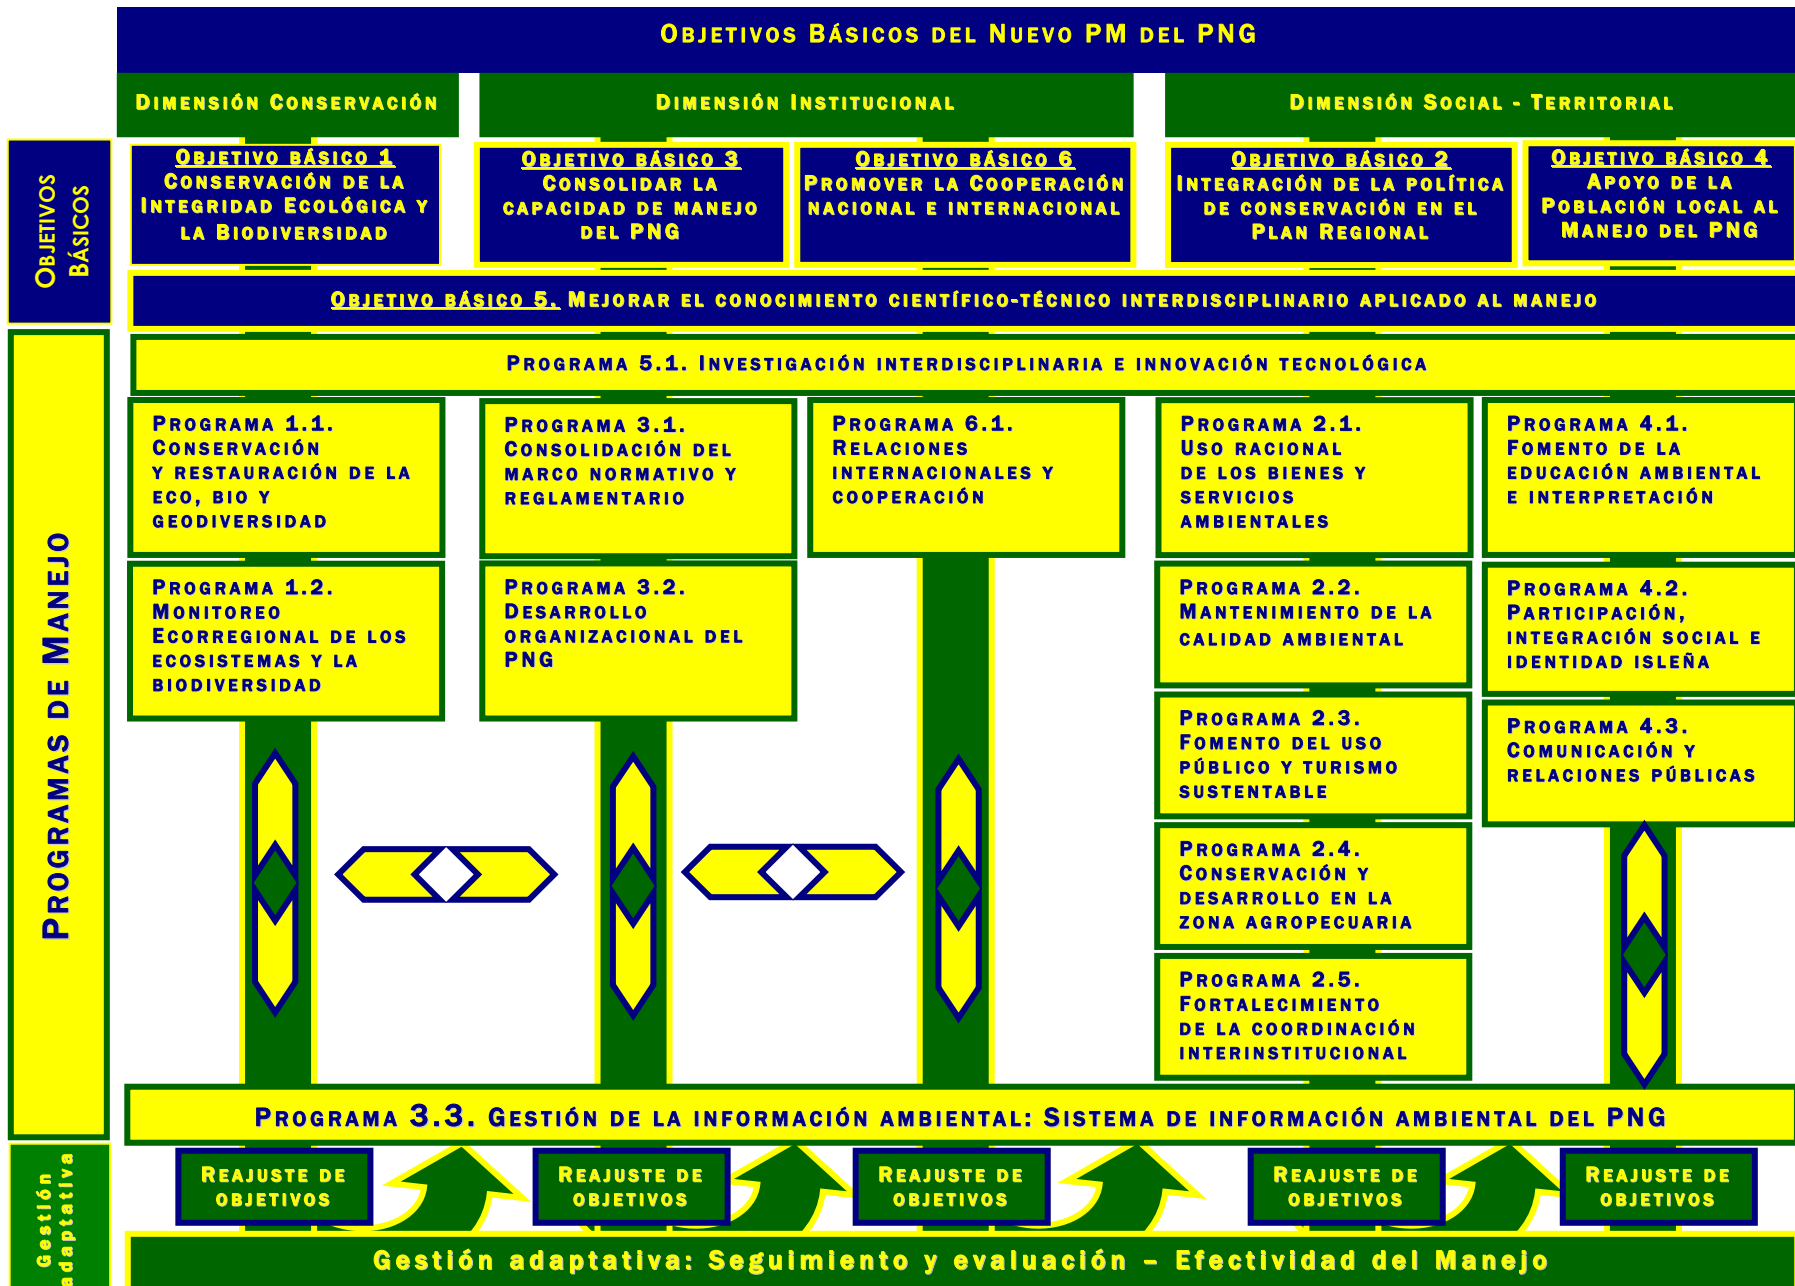 Objetivos Básicos del Nuevo PM del PNG
Dimensión Conservación
Dimensión Institucional
Dimensión Social - Territorial
Objetivos
Básicos
Objetivo básico 1
Conservación de la
Integridad Ecológica y
la Biodiversidad
Objetivo básico 3
Consolidar la
capacidad de manejo
del PNG
Objetivo básico 6
Promover la Cooperación
nacional e internacional
Objetivo básico 2
Integración de la política
de conservación en el
Plan Regional
Objetivo básico 4
Apoyo de la
Población local al
Manejo del PNG
Objetivo básico 5. Mejorar el conocimiento científico-técnico interdisciplinario aplicado al manejo
Programas de Manejo
Programa 5.1. Investigación interdisciplinaria e innovación tecnológica
Programa 1.1.
Conservación
y restauración de la
eco, bio y
geodiversidad
Programa 3.1.
Consolidación del
marco normativo y
reglamentario
Programa 6.1.
Relaciones
internacionales y
cooperación
Programa 2.1.
Uso racional
de los bienes y
servicios
ambientales
Programa 4.1.
Fomento de la
educación ambiental
e interpretación
Programa 1.2.
Monitoreo
Ecorregional de los
ecosistemas y la
biodiversidad
Programa 3.2.
Desarrollo
organizacional del
PNG
Programa 2.2.
Mantenimiento de la
calidad ambiental
Programa 4.2.
Participación,
integración social e
identidad isleña
Programa 2.3.
Fomento del uso
público y turismo
sustentable
Programa 4.3.
Comunicación y
relaciones públicas
Programa 2.4.
Conservación y
desarrollo en la
zona agropecuaria
Programa 2.5.
Fortalecimiento
de la coordinación
interinstitucional
Programa 3.3. Gestión de la información ambiental: Sistema de información ambiental del PNG
Gestión
adaptativa
Reajuste de
objetivos
Reajuste de
objetivos
Reajuste de
objetivos
Reajuste de
objetivos
Reajuste de
objetivos
Gestión adaptativa: Seguimiento y evaluación – Efectividad del Manejo